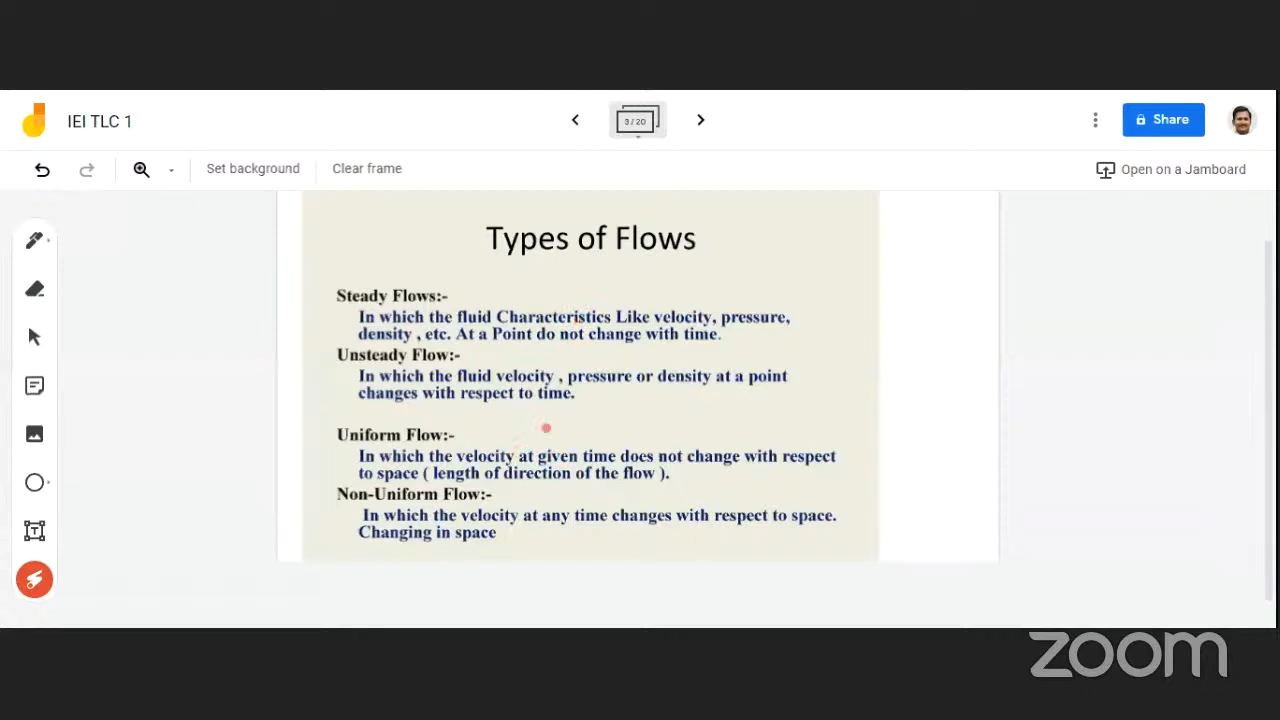 IEI TLC 1
3 / 20
Share
Set background
Clear frame
Open on a Jamboard
Types of Flows
Steady Flows:-
In which the fluid Characteristics Like velocity, pressure,
density , etc. At a Point do not change with time.
Unsteady Flow:-
In which the fluid velocity , pressure or density at a point
changes with respect to time.
Uniform Flow:-
In which the velocity at given time does not change with respect
to space ( length of direction of the flow ).
Non-Uniform Flow:-
In which the velocity at any time changes with respect to space.
Changing in space
T
zoom